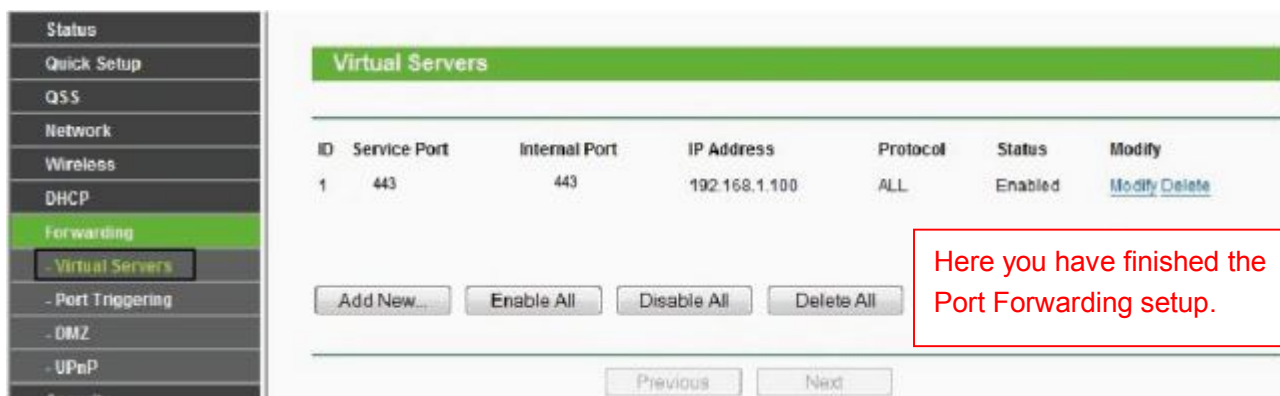 Status
Quick Setup
QSS
Network
Wireless
DHCP
Forwarding
- Virtual Servers
- Port Triggering
- DMZ
- UPnP
Virtual Servers
ID Service Port Internal Port IP Address Protocol Status Modify
1 443 443 192.168.1.100 ALL Enabled Modify Delete
Add New... Enable All Disable All Delete All
Here you have finished the
Port Forwarding setup.
Previous Next